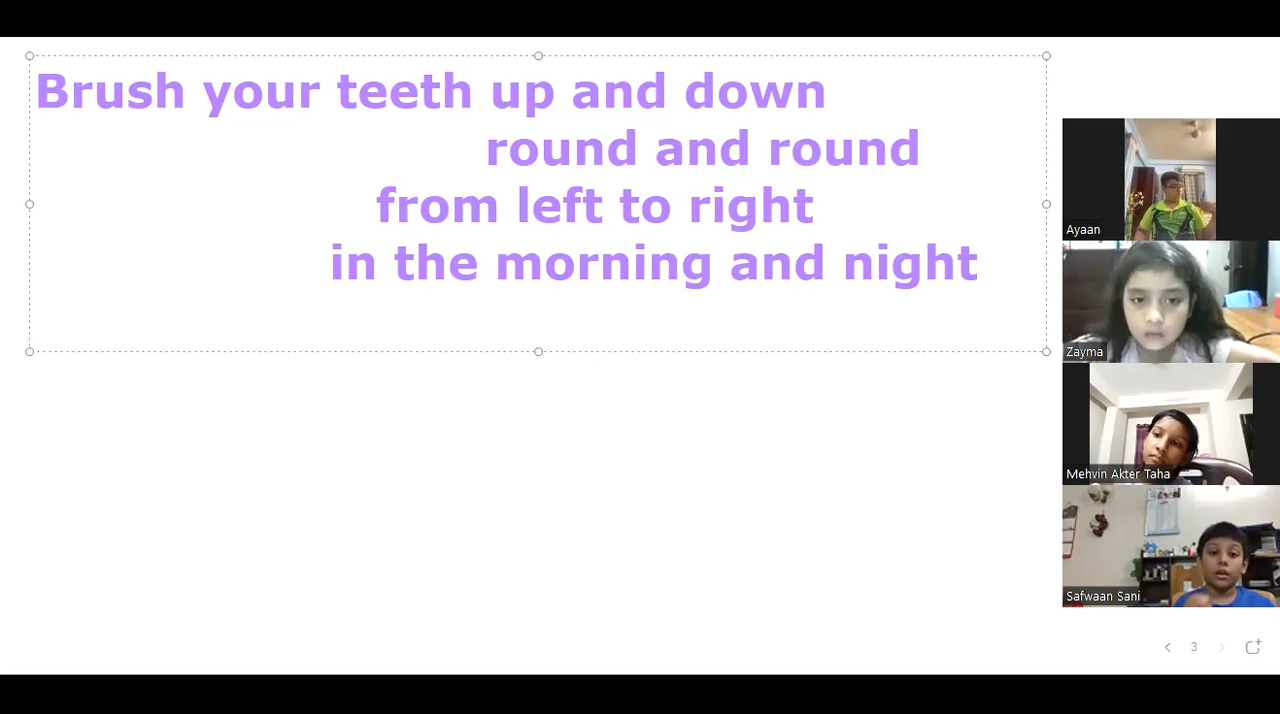 Brush your teeth up and down
round and round
from left to right
in the morning and night
Ayaan
Zayma
Mehvin Akter Taha
Safwaan Sani
3